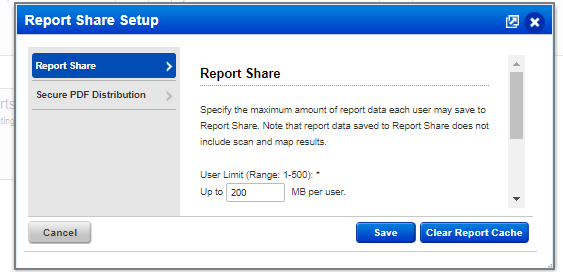 Report Share Setup
Report Share
Secure PDF Distribution
Report Share
Specify the maximum amount of report data each user may save to
Report Share. Note that report data saved to Report Share does not
include scan and map results.
User Limit (Range: 1-500): *
Up to 200 MB per user.
Cancel
Save
Clear Report Cache